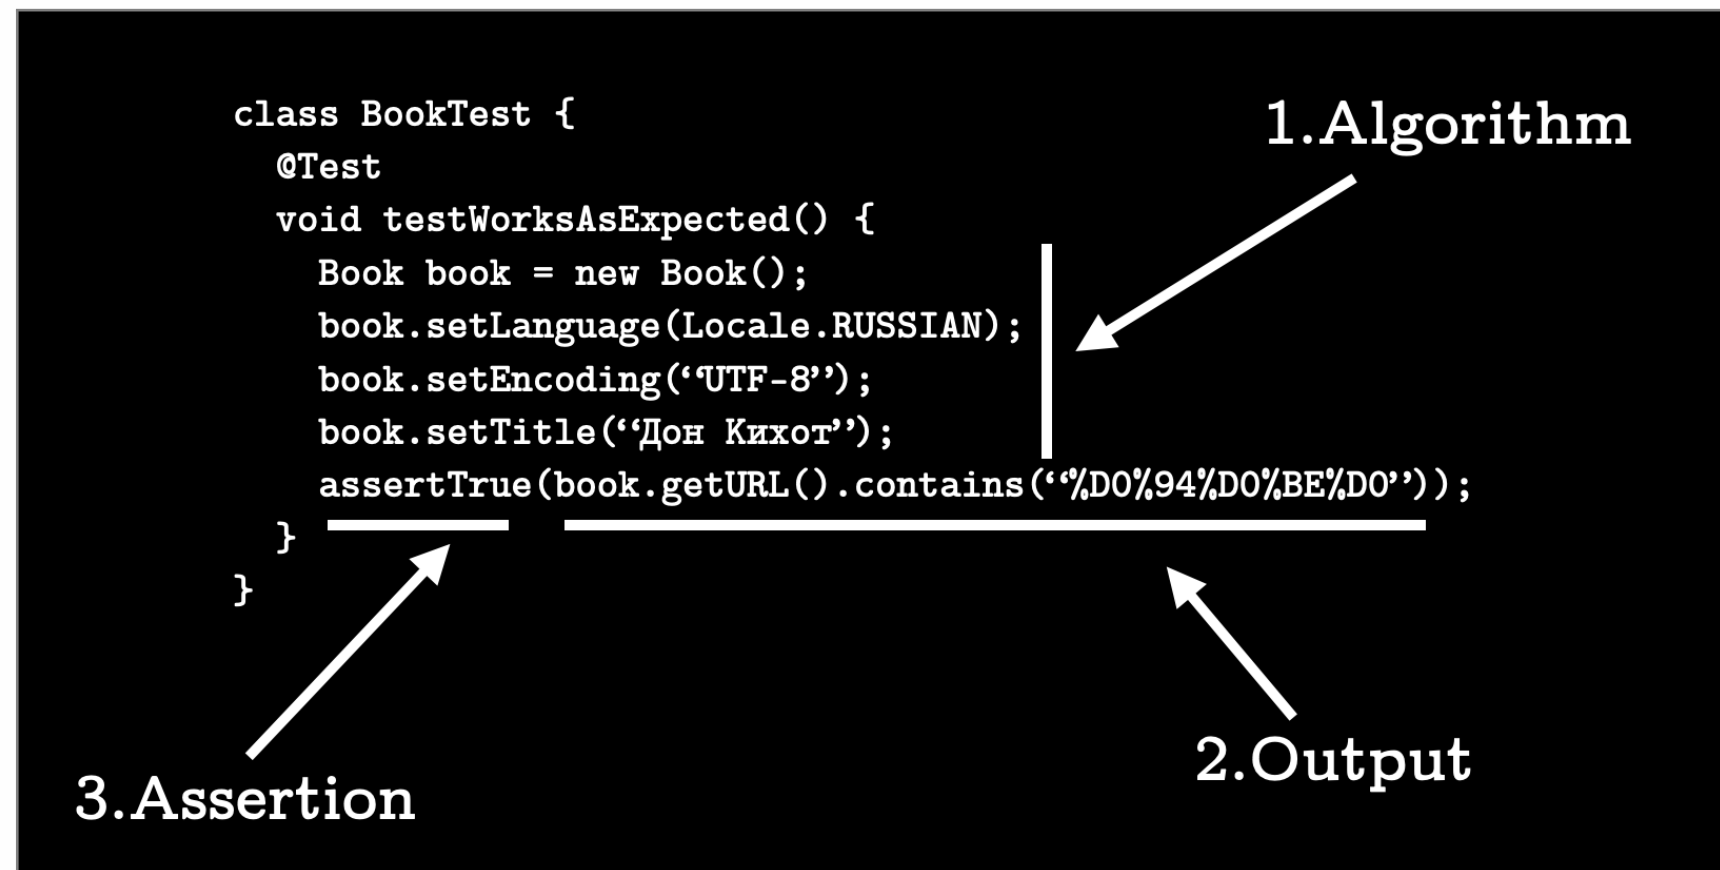 class BookTest {
@Test
void testWorksAsExpected() {
Book book = new Book();
book.setLanguage(Locale.RUSSIAN);
book.setEncoding(“UTF-8”);
book.setTitle(“Дон Кихот”);
assertTrue(book.getURL().contains(“%D0%94%D0%BE%D0”));
}
}
1.Algorithm
2.Output
3.Assertion